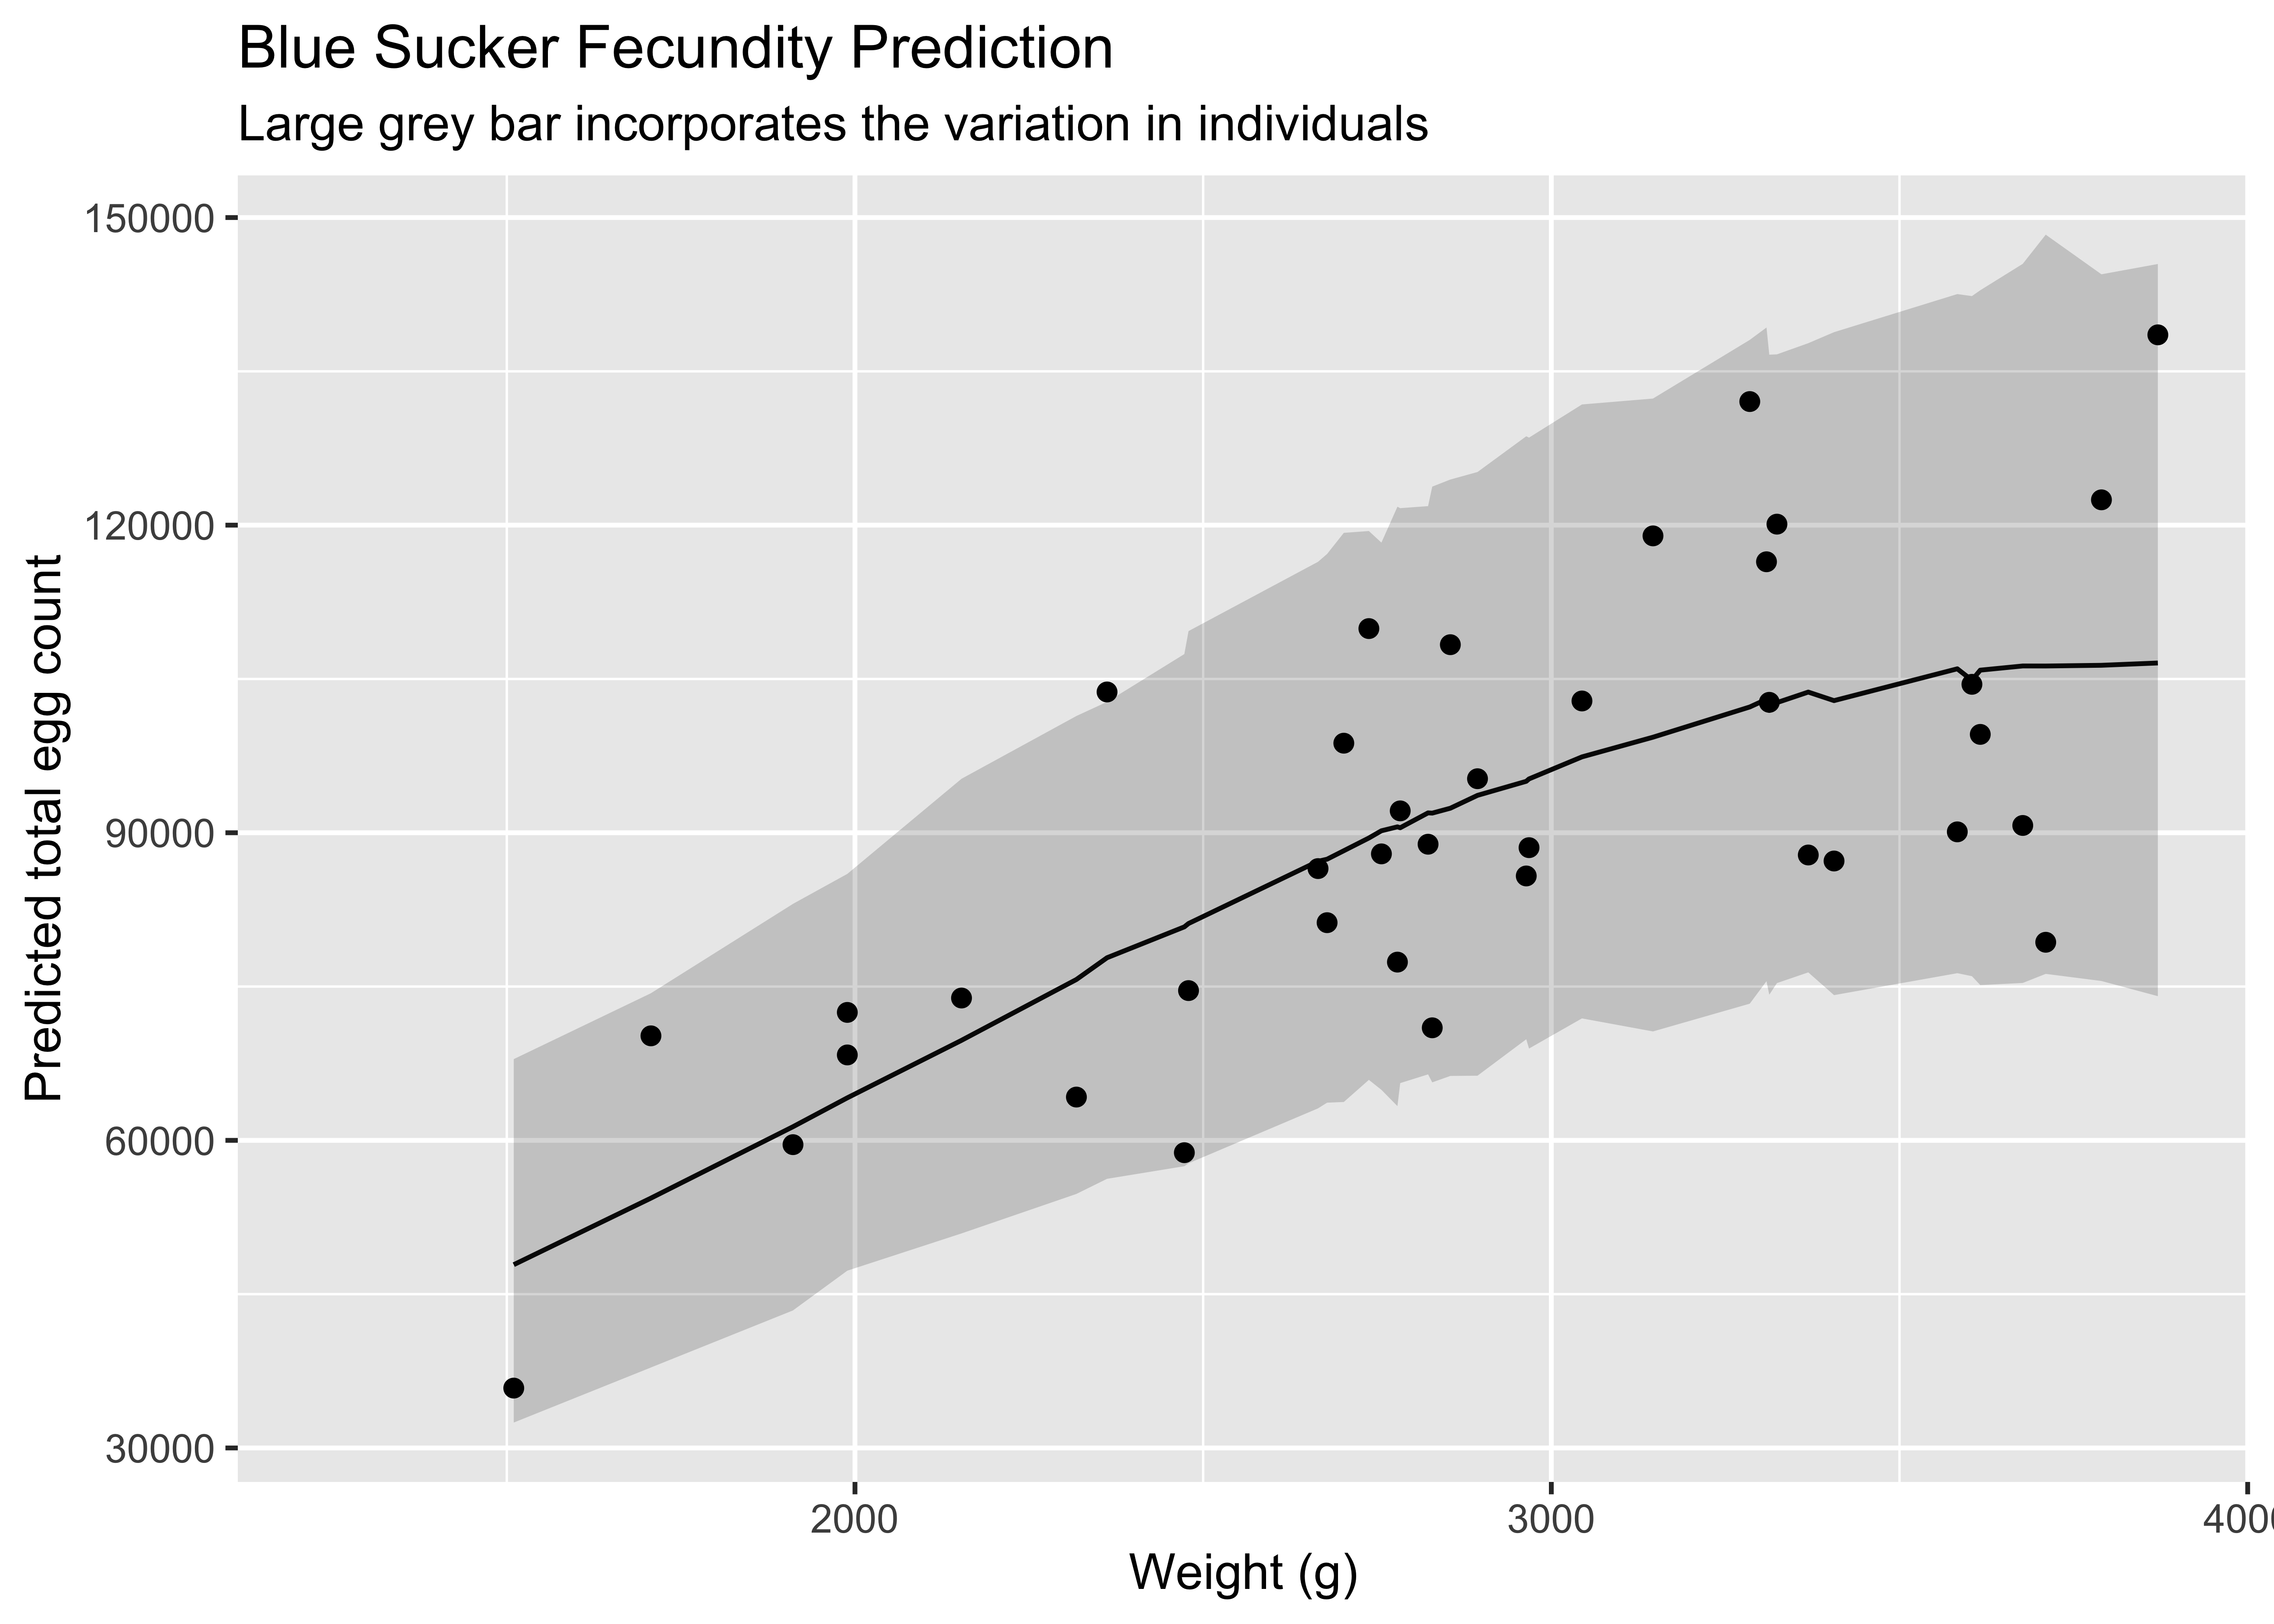 Blue Sucker Fecundity Prediction
Large grey bar incorporates the variation in individuals
Predicted total egg count
150000
120000
90000
60000
30000
2000 3000 400
Weight (g)